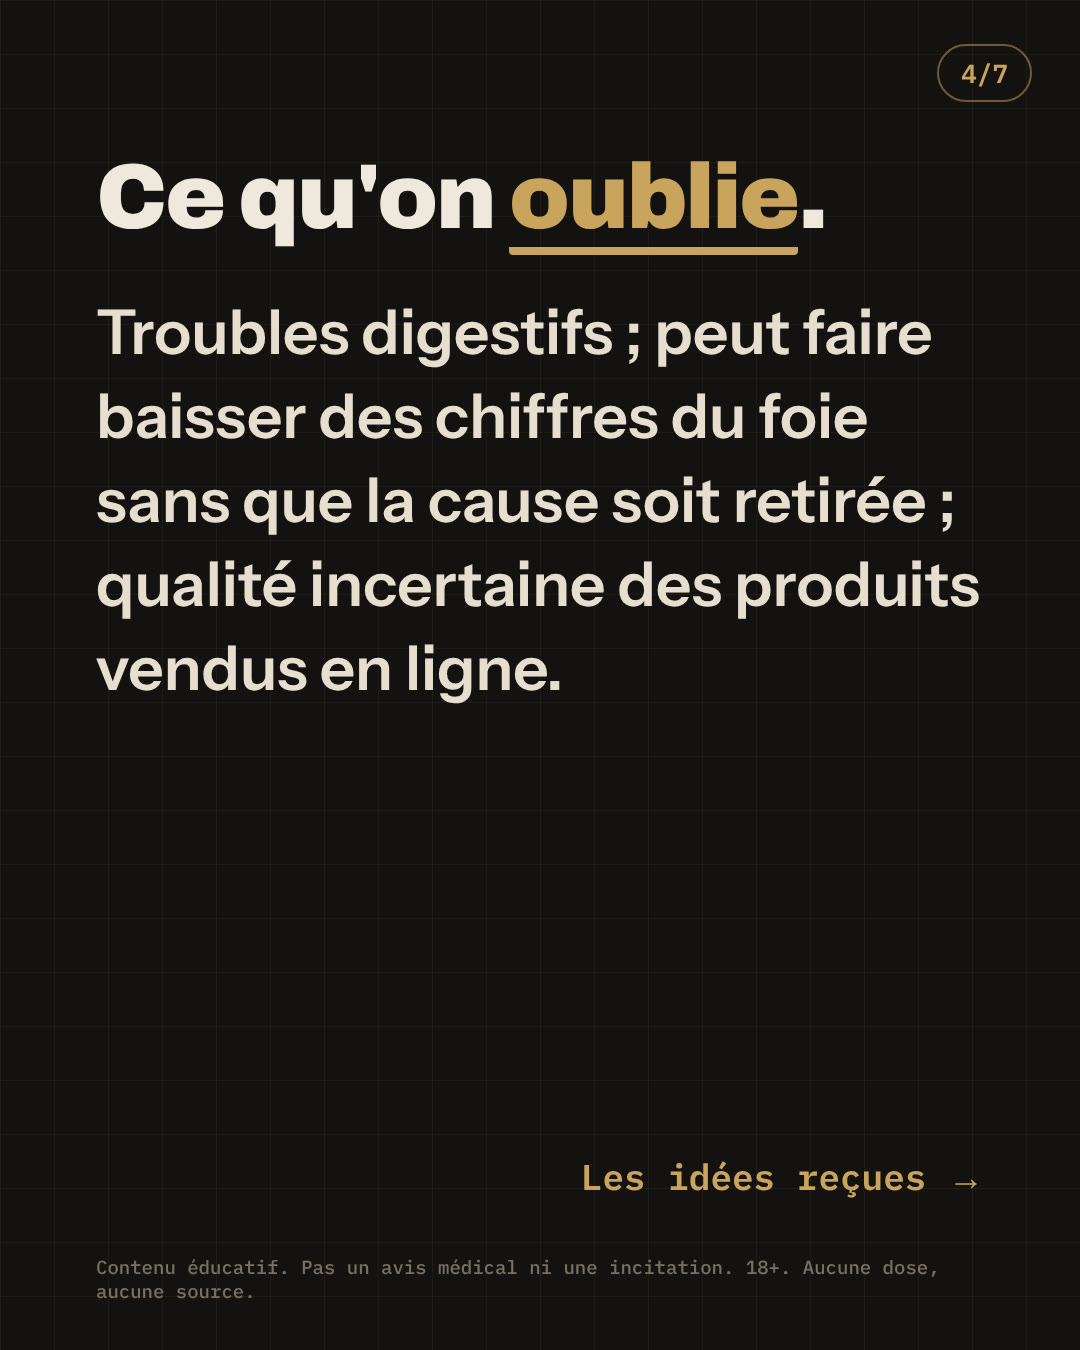 4/7
Ce qu'on oublie.
Troubles digestifs ; peut faire
baisser des chiffres du foie
sans que la cause soit retirée ;
qualité incertaine des produits
vendus en ligne.
Les idées reçues →
Contenu éducatif. Pas un avis médical ni une incitation. 18+. Aucune dose,
aucune source.